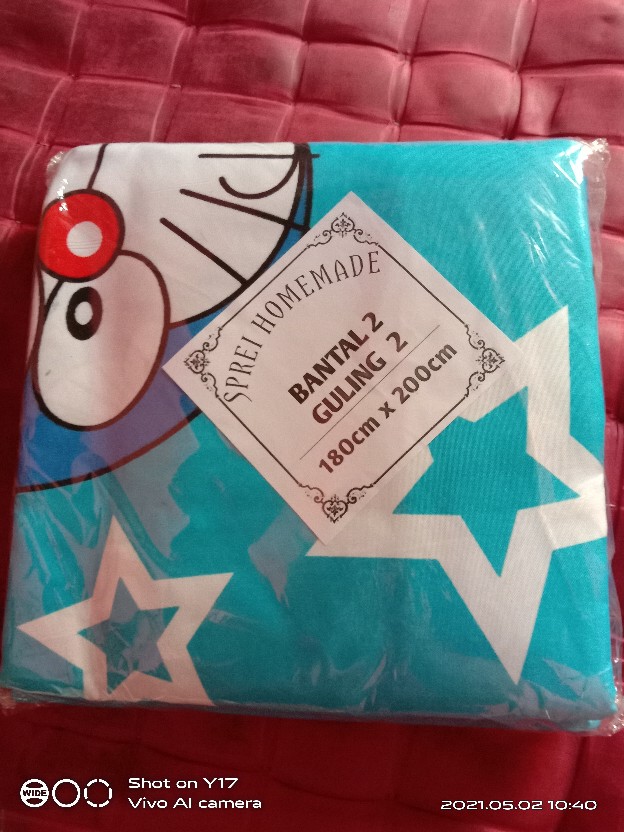 SPREI HOMEMADE
BANTAL 2
GULING 2
180cm x 200cm
WIDE
Shot on Y17
Vivo AI camera
2021.05.02 10:40